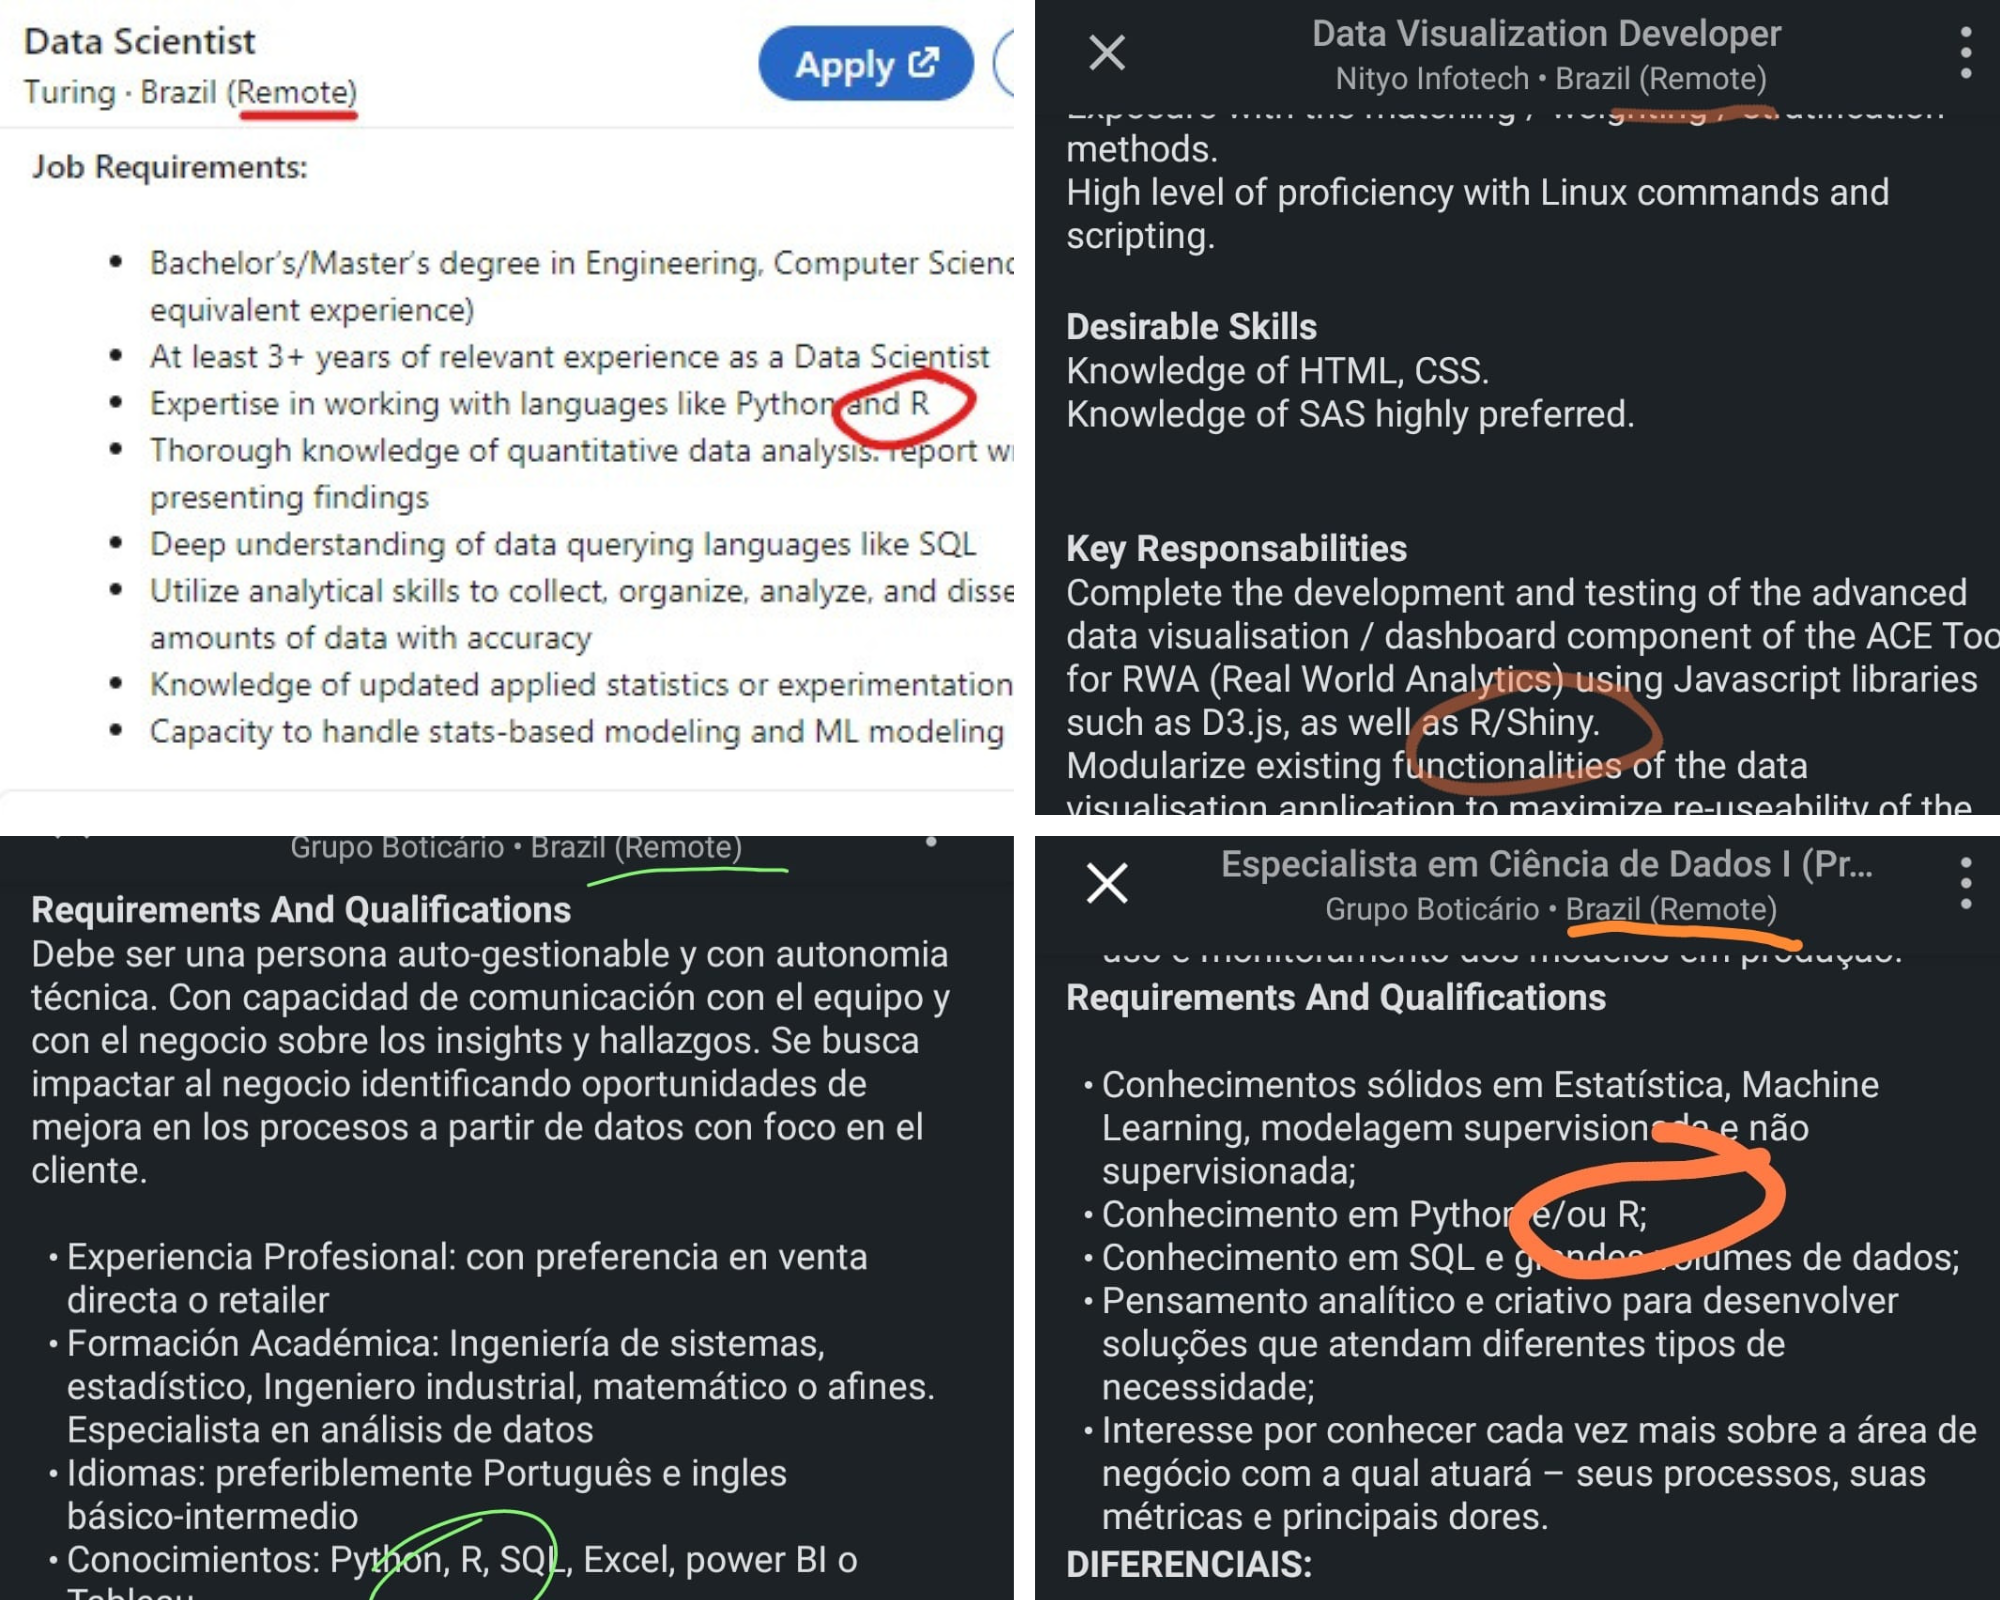 Data Scientist
Turing · Brazil (Remote)
Apply
Job Requirements:
• Bachelor's/Master's degree in Engineering, Computer
equivalent experience)
• At least 3+ years of relevant experience as a Data Scientist
• Expertise in working with languages like Python and R
• Thorough knowledge of quantitative data analysis. report
presenting findings
• Deep understanding of data querying languages like SQL
• Utilize analytical skills to collect, organize, analyze, and
amounts of data with accuracy
• Knowledge of updated applied statistics or experimentation
• Capacity to handle stats-based modeling and ML modeling
Data Visualization Developer
Nityo Infotech • Brazil (Remote)
Exposure with the matching / weighting / stratification
methods.
High level of proficiency with Linux commands and
scripting.
Desirable Skills
Knowledge of HTML, CSS.
Knowledge of SAS highly preferred.
Key Responsabilities
Complete the development and testing of the advanced
data visualisation / dashboard component of the ACE
for RWA (Real World Analytics) using Javascript libraries
such as D3.js, as well as R/Shiny.
Modularize existing functionalities of the data
visualisation application to maximize re-useability of the
Grupo Boticário • Brazil (Remote)
Requirements And Qualifications
Debe ser una persona auto-gestionable y con autonomia
técnica. Con capacidad de comunicación con el equipo y
con el negocio sobre los insights y hallazgos. Se busca
impactar al negocio identificando oportunidades de
mejora en los procesos a partir de datos con foco en el
cliente.
• Experiencia Profesional: con preferencia en venta
directa o retailer
• Formación Académica: Ingeniería de sistemas,
estadístico, Ingeniero industrial, matemático o afines.
Especialista en análisis de datos
• Idiomas: preferiblemente Português e ingles
básico-intermedio
• Conocimientos: Python, R, SQL, Excel, power BI o
Tableau
Especialista em Ciência de Dados I (Pr...
Grupo Boticário • Brazil (Remote)
uso e monitoramento dos modelos em produção.
Requirements And Qualifications
• Conhecimentos sólidos em Estatística, Machine
Learning, modelagem supervisionada e não
supervisionada;
• Conhecimento em Python e/ou R;
• Conhecimento em SQL e grandes volumes de dados;
• Pensamento analítico e criativo para desenvolver
soluções que atendam diferentes tipos de
necessidade;
• Interesse por conhecer cada vez mais sobre a área de
negócio com a qual atuará – seus processos, suas
métricas e principais dores.
DIFERENCIAIS: